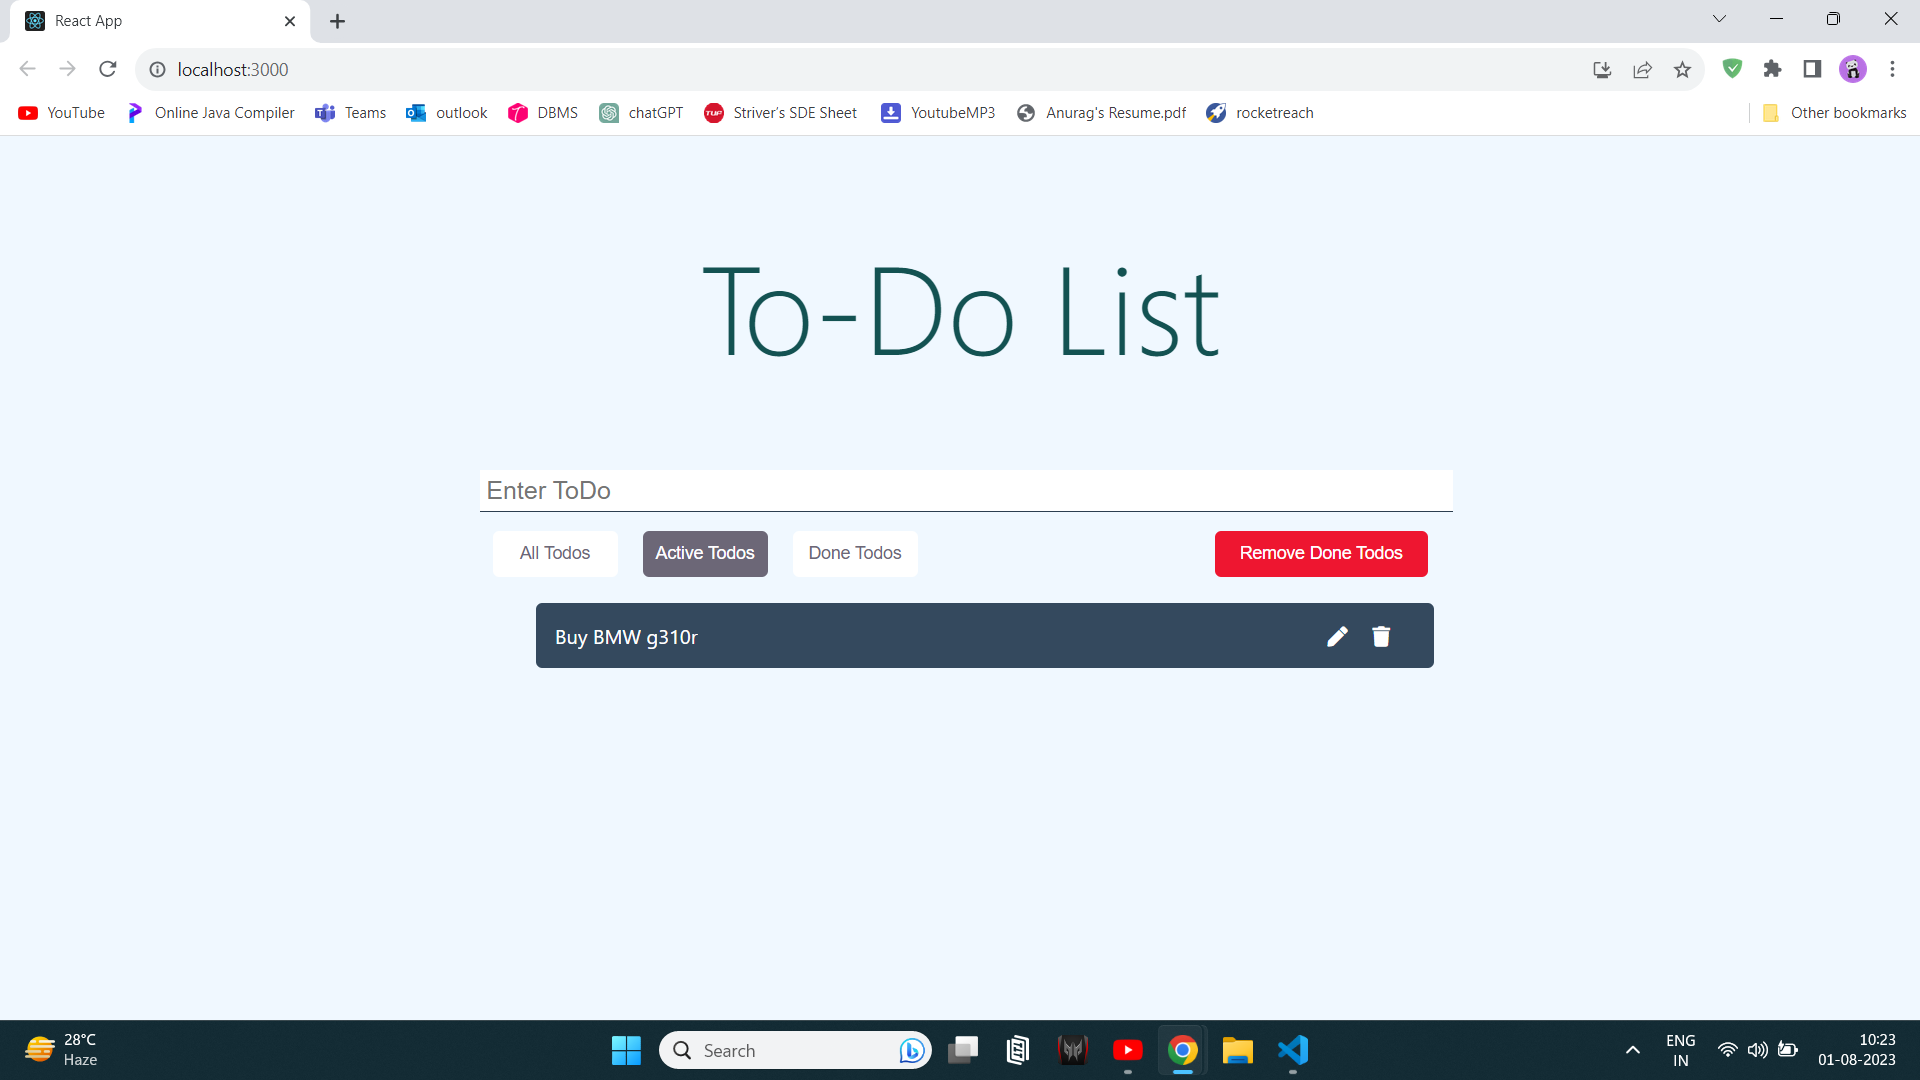 React App
localhost:3000
YouTube Online Java Compiler Teams outlook DBMS chatGPT TUF Striver's SDE Sheet YoutubeMP3 Anurag's Resume.pdf rocketreach Other bookmarks
To-Do List
Enter ToDo
All Todos Active Todos Done Todos Remove Done Todos
Buy BMW g310r
28°C
Haze
Search
ENG
IN
10:23
01-08-2023